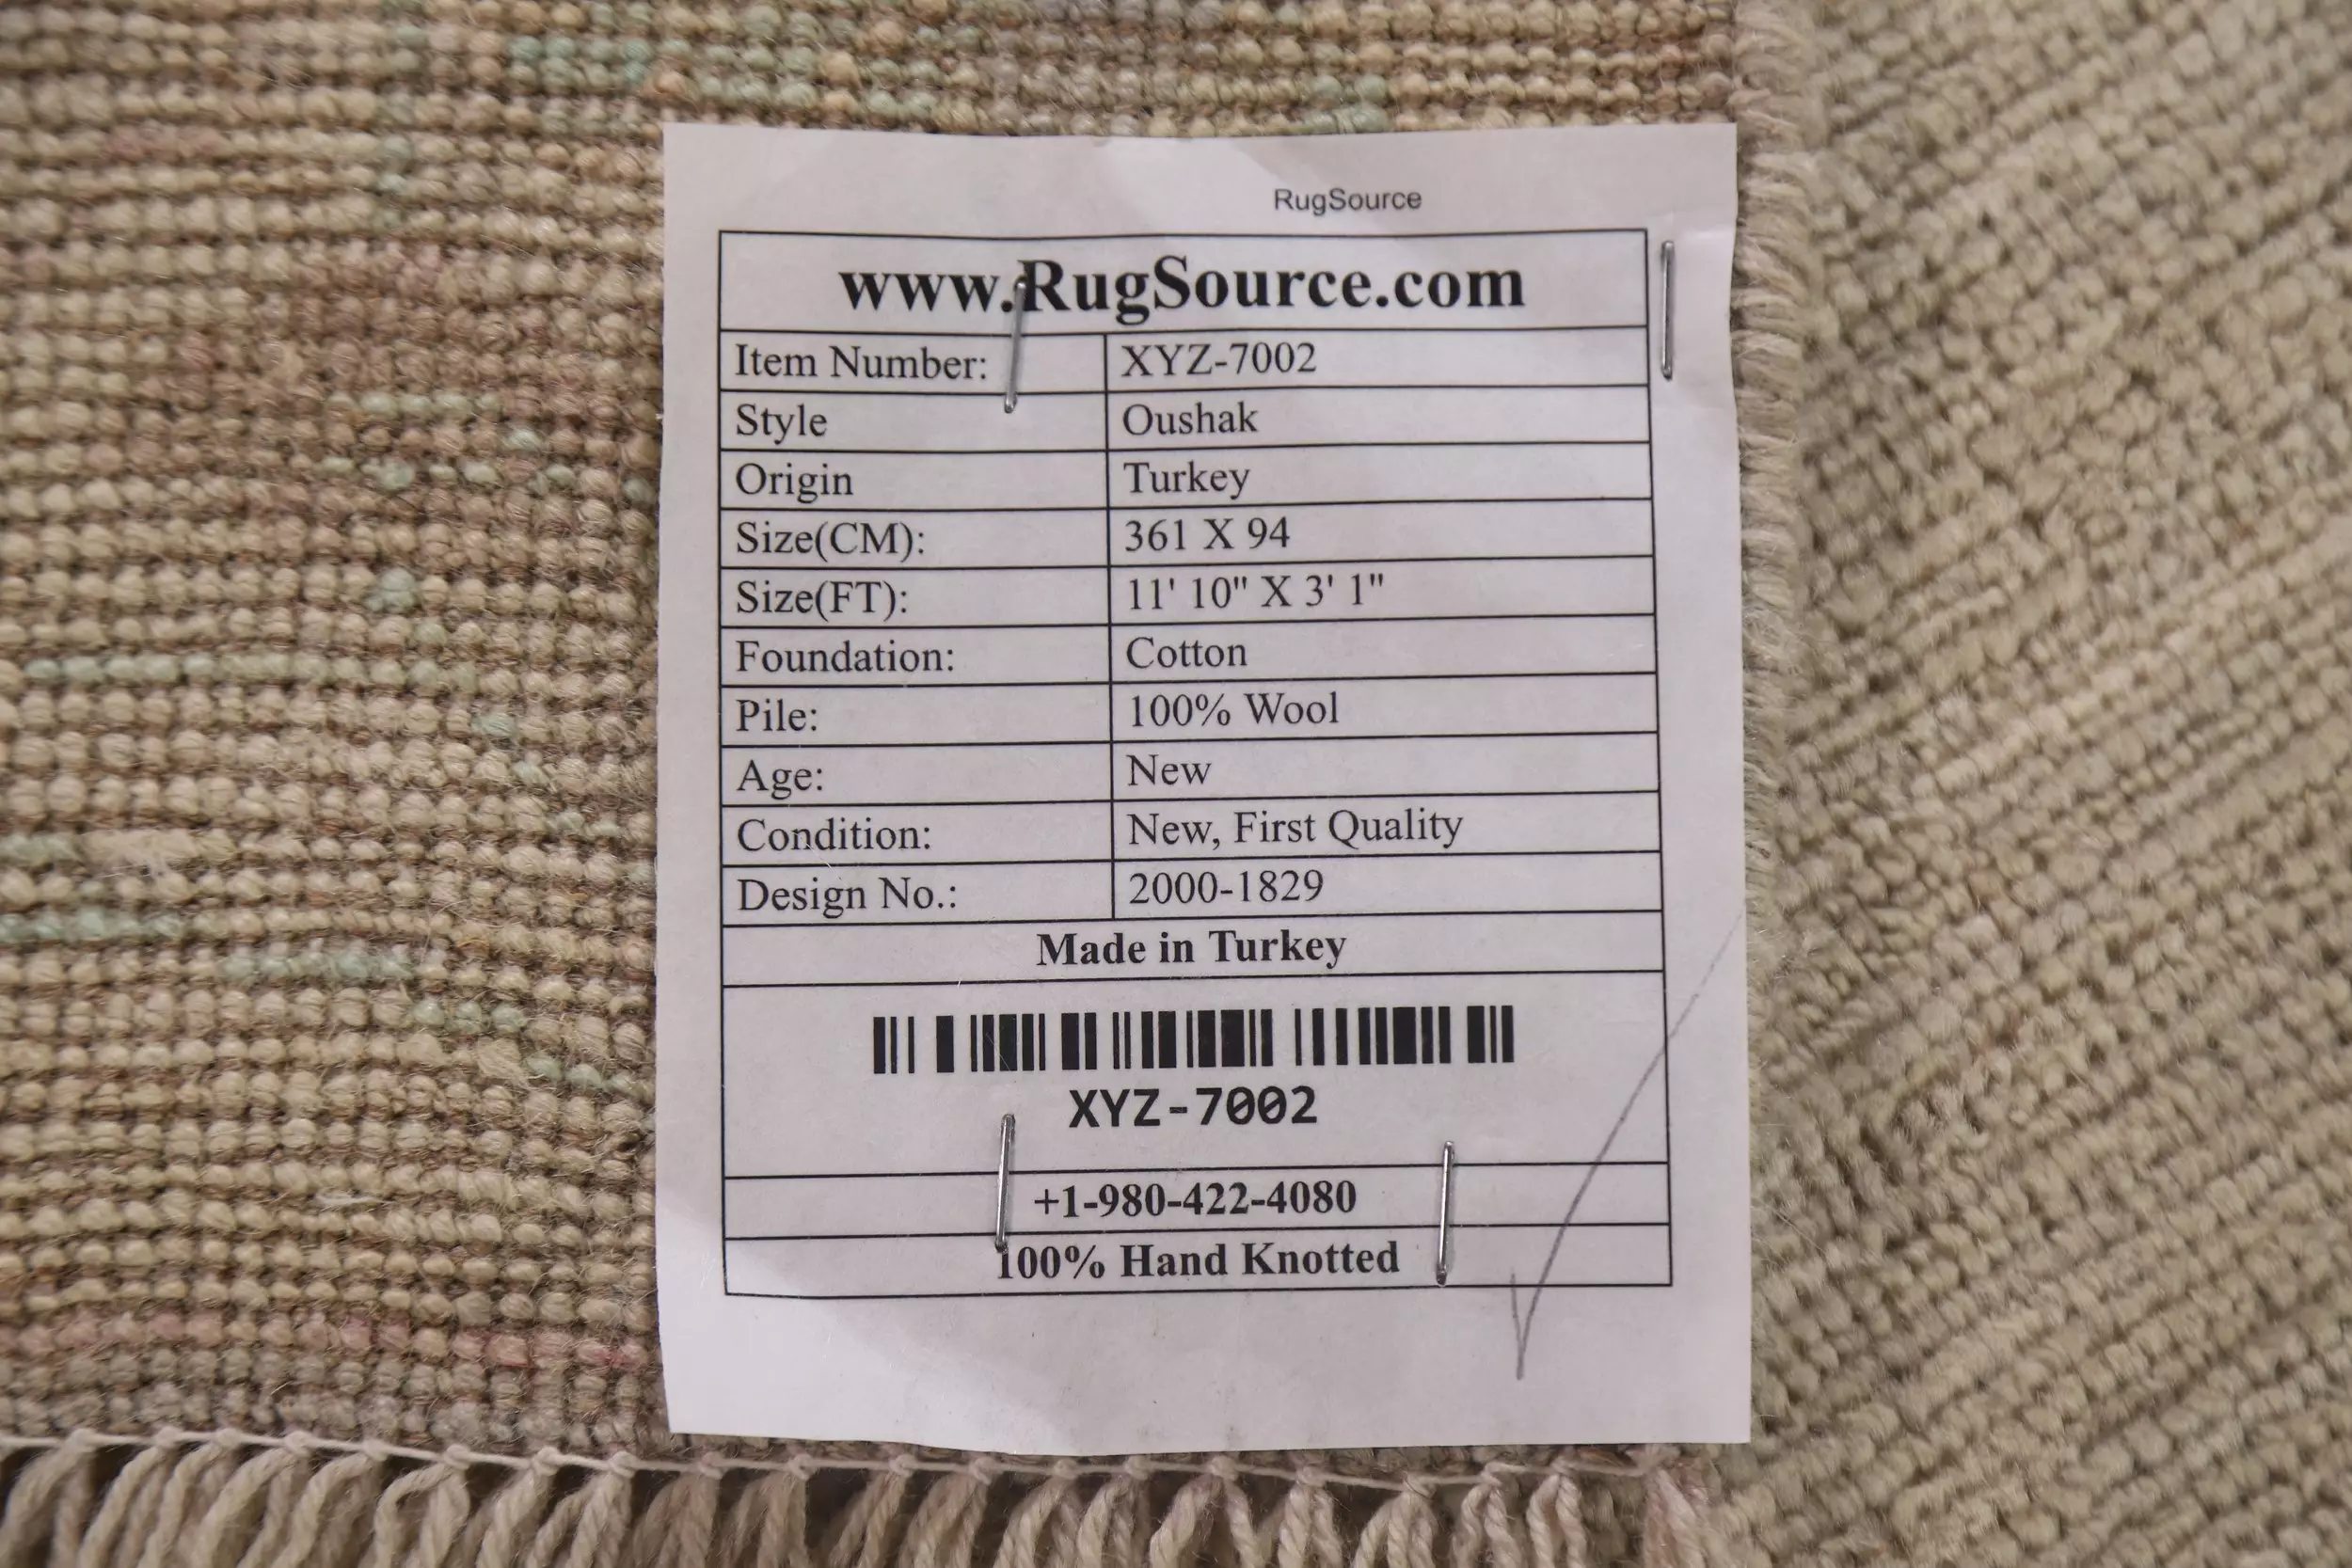 RugSource
www.RugSource.com
Item Number: XYZ-7002
Style Oushak
Origin Turkey
Size(CM): 361 X 94
Size(FT): 11' 10" X 3' 1"
Foundation: Cotton
Pile: 100% Wool
Age: New
Condition: New, First Quality
Design No.: 2000-1829
Made in Turkey
XYZ-7002
+1-980-422-4080
100% Hand Knotted